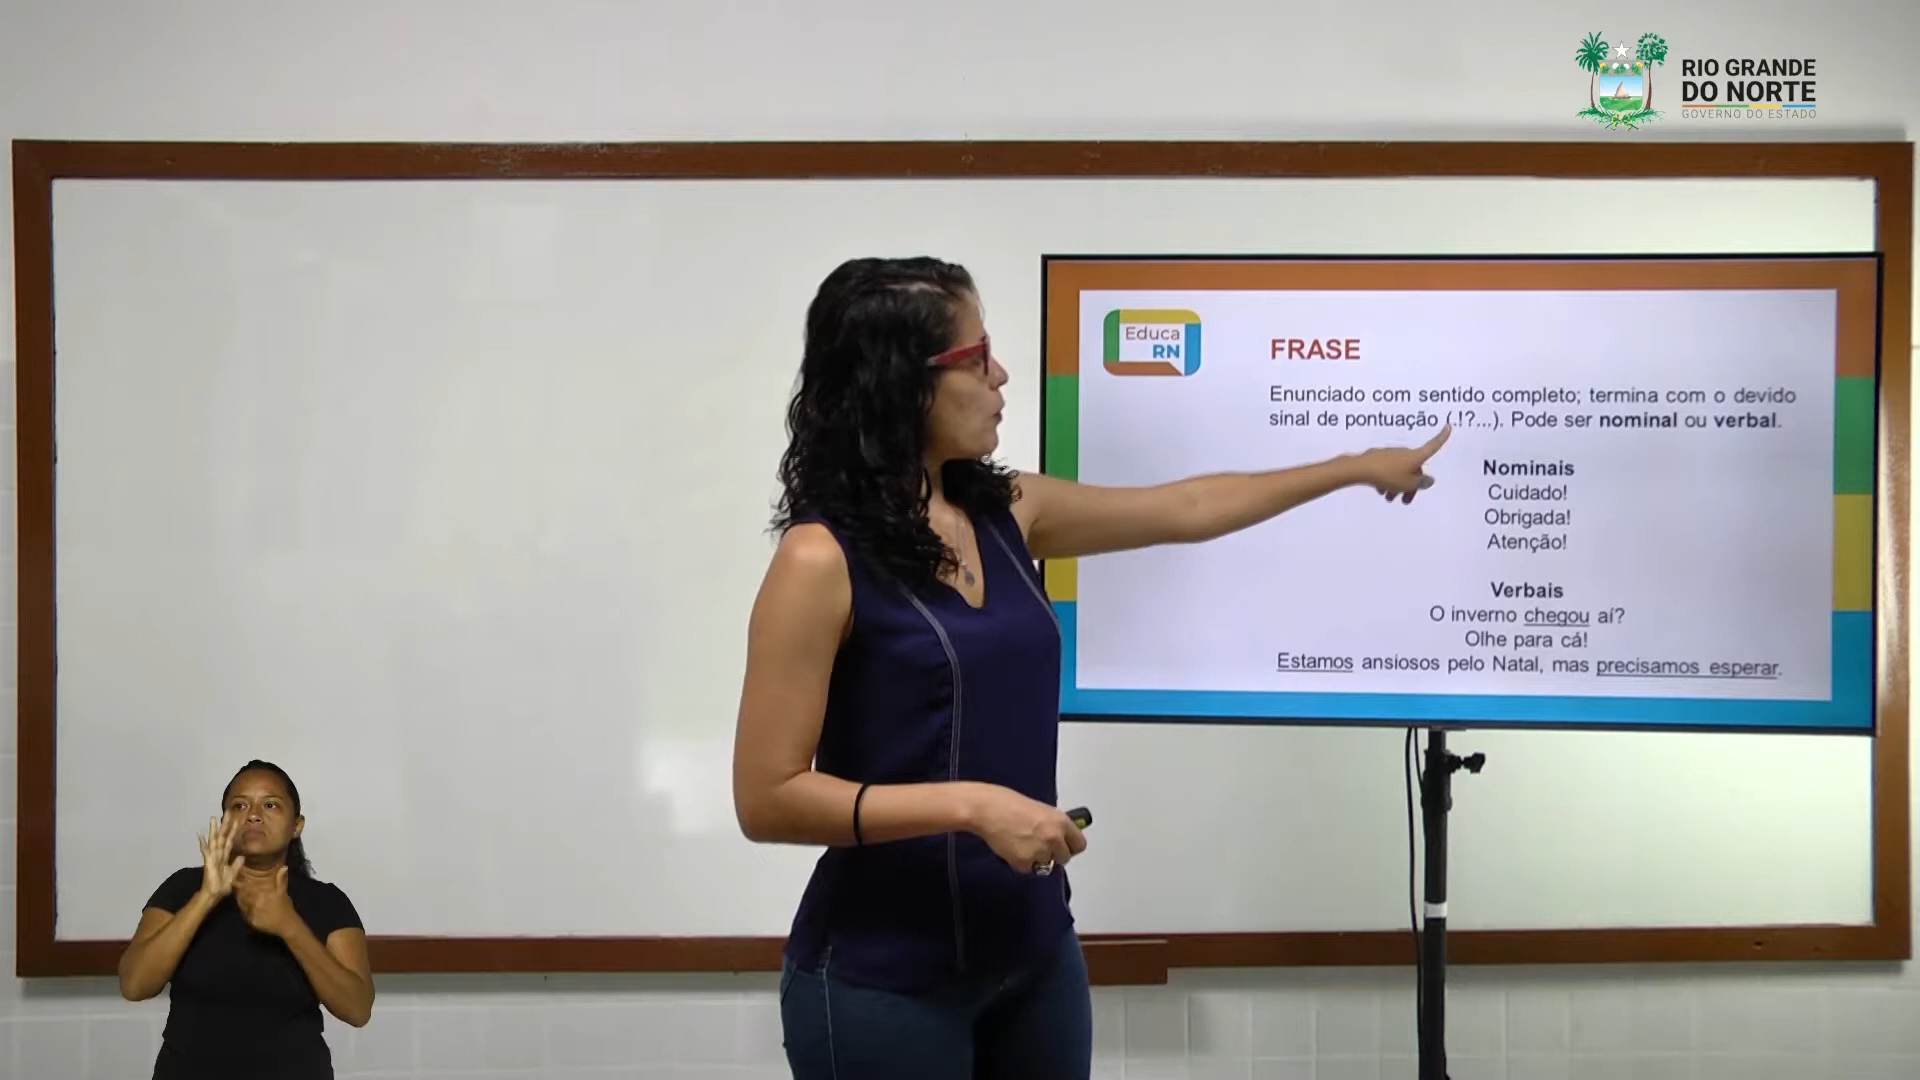 RIO GRANDE
DO NORTE
GOVERNO DO ESTADO
Educa
RN
FRASE
Enunciado com sentido completo; termina com o devido
sinal de pontuação (.!?...). Pode ser nominal ou verbal.
Nominais
Cuidado!
Obrigada!
Atenção!
Verbais
O inverno chegou aí?
Olhe para cá!
Estamos ansiosos pelo Natal, mas precisamos esperar.